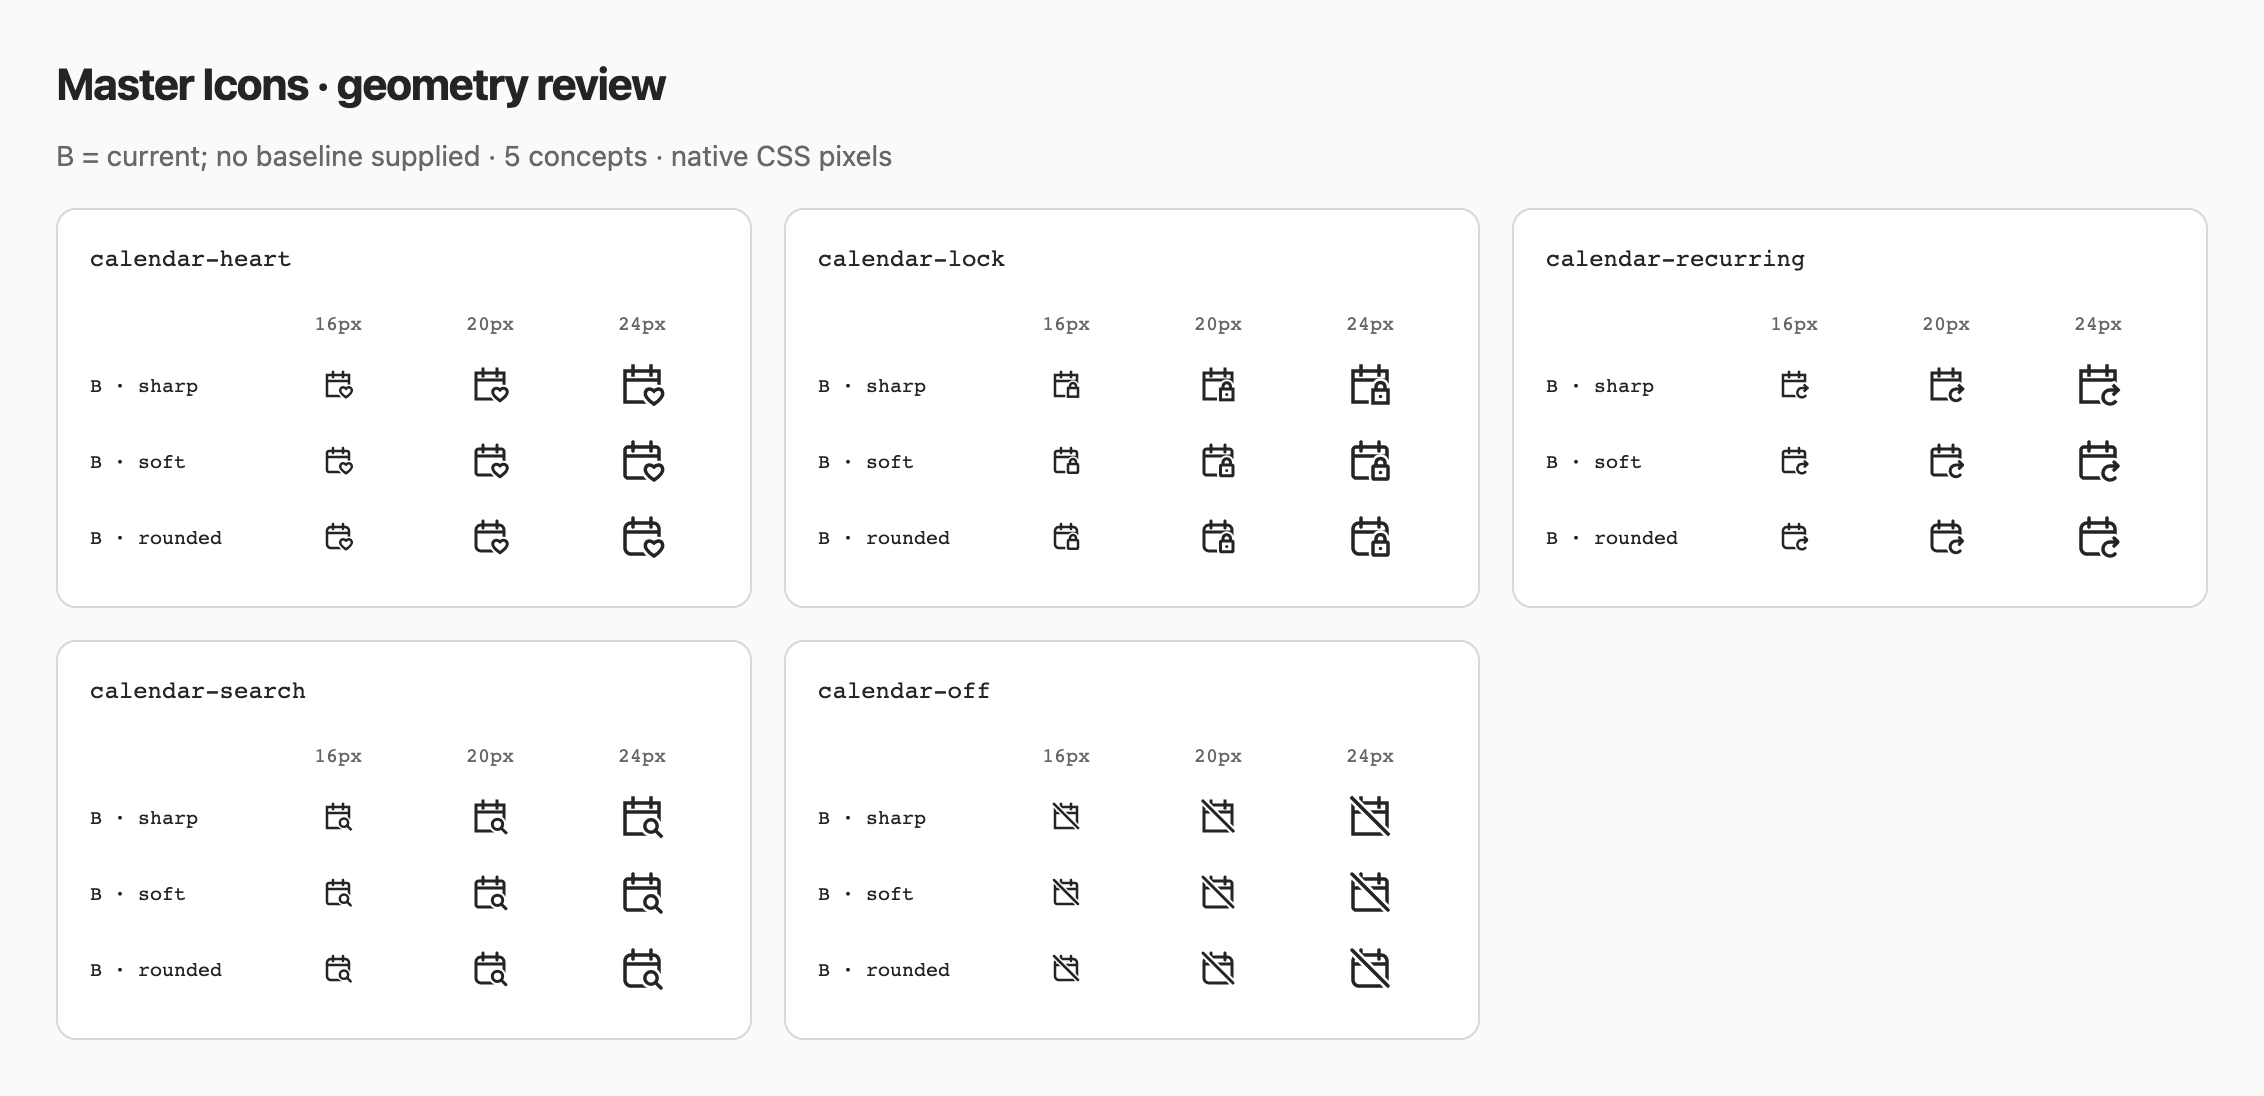 Master Icons · geometry review
B = current; no baseline supplied · 5 concepts · native CSS pixels
calendar-heart
16px 20px 24px
B · sharp
B · soft
B · rounded
calendar-lock
16px 20px 24px
B · sharp
B · soft
B · rounded
calendar-recurring
16px 20px 24px
B · sharp
B · soft
B · rounded
calendar-search
16px 20px 24px
B · sharp
B · soft
B · rounded
calendar-off
16px 20px 24px
B · sharp
B · soft
B · rounded